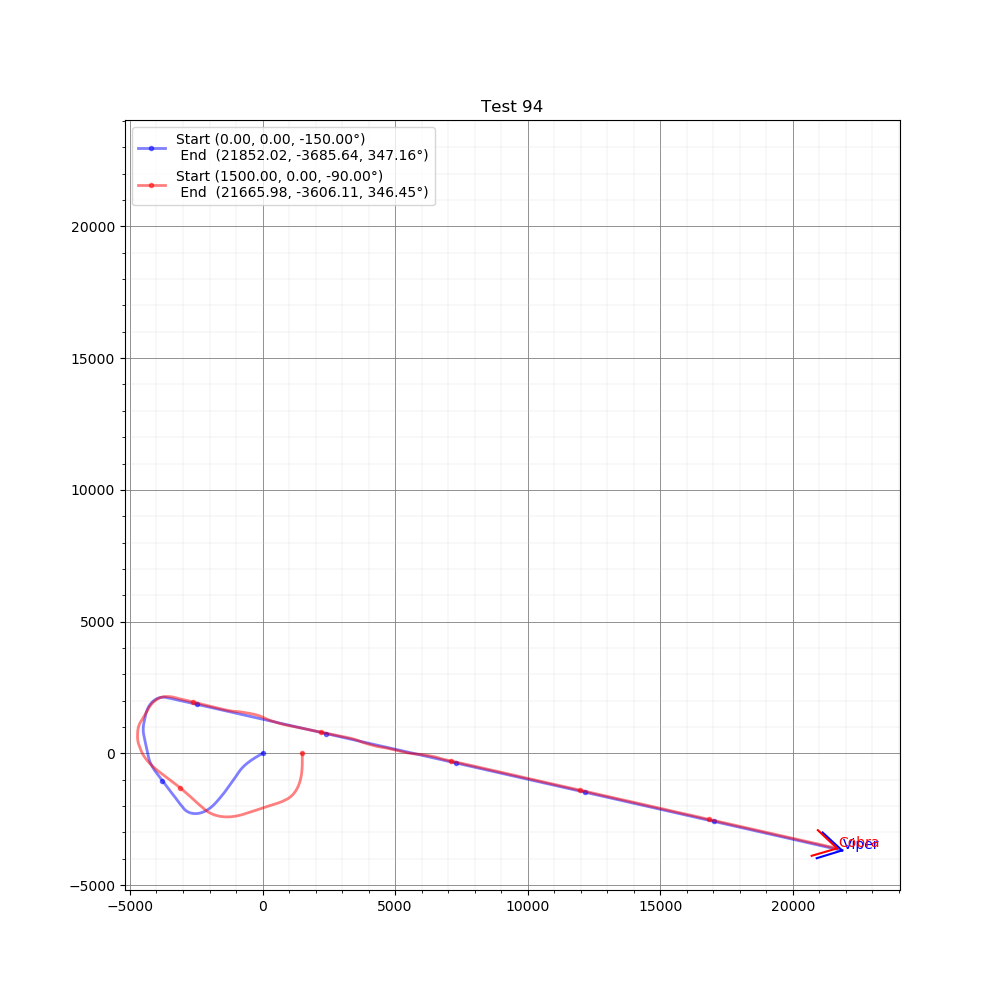 Test 94
Start (0.00, 0.00, -150.00°)
End (21852.02, -3685.64, 347.16°)
Start (1500.00, 0.00, -90.00°)
End (21665.98, -3606.11, 346.45°)
20000
15000
10000
5000
0
−5000
Cobra
Viper
−5000 0 5000 10000 15000 20000